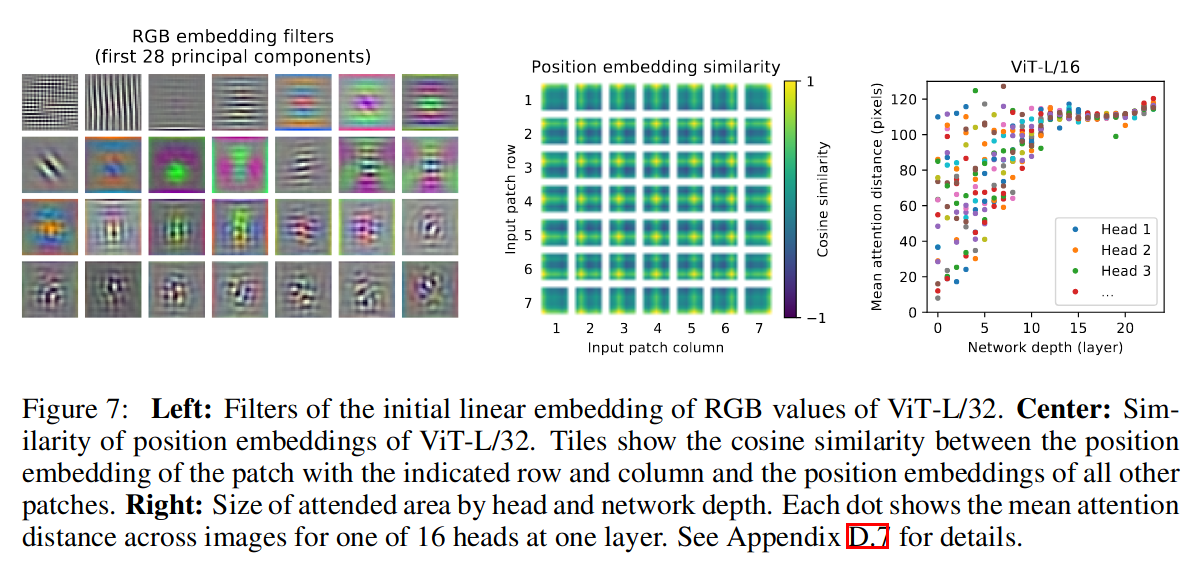 RGB embedding filters
(first 28 principal components)
Position embedding similarity
1
2
3
4
5
6
7
Input patch row
1
2
3
4
5
6
7
Input patch column
1
−1
Cosine similarity
ViT-L/16
120
100
80
60
40
20
0
Mean attention distance (pixels)
Head 1
Head 2
Head 3
...
0
5
10
15
20
Network depth (layer)
Figure 7: Left: Filters of the initial linear embedding of RGB values of ViT-L/32. Center: Sim-
ilarity of position embeddings of ViT-L/32. Tiles show the cosine similarity between the position
embedding of the patch with the indicated row and column and the position embeddings of all other
patches. Right: Size of attended area by head and network depth. Each dot shows the mean attention
distance across images for one of 16 heads at one layer. See Appendix D.7 for details.